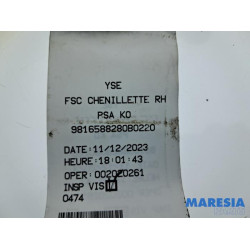 YSE
FSC CHENILLETTE RH
PSA KO
9816588280B0220
DATE:11/12/2023
HEURE:18:01:43
OPER:002020261
INSP VIS
0474
MARESIA